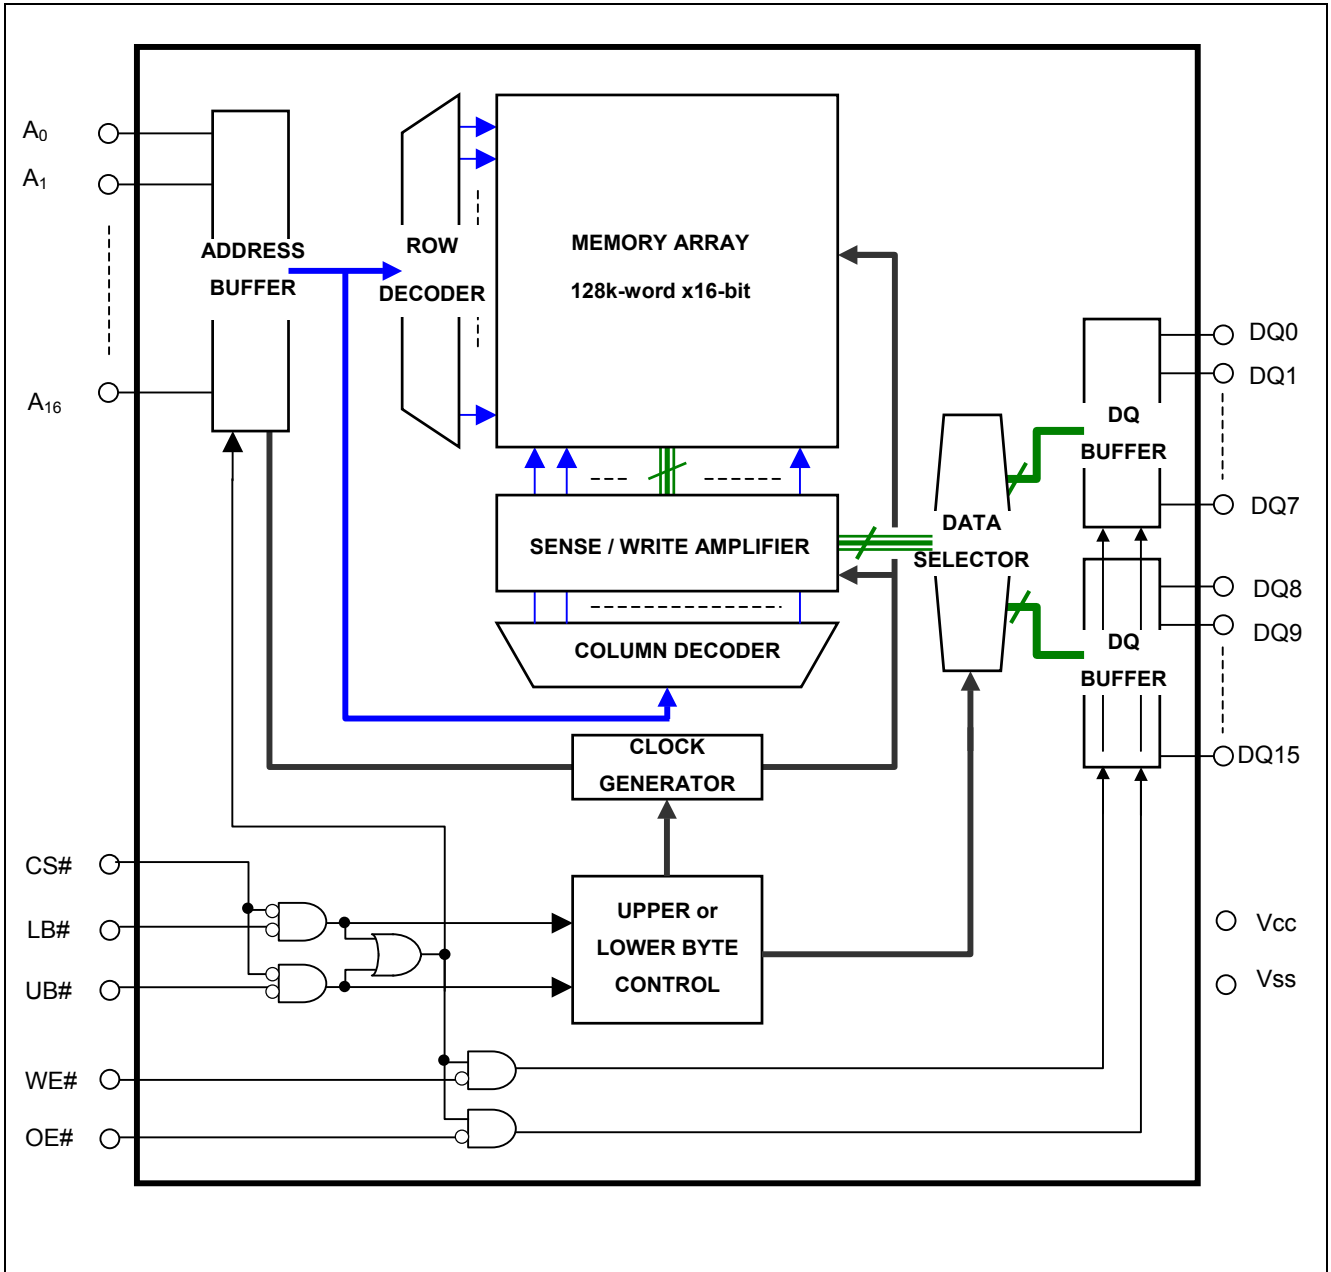 A0
A1
A16
ADDRESS
BUFFER
ROW
DECODER
MEMORY ARRAY
128k-word x16-bit
SENSE / WRITE AMPLIFIER
COLUMN DECODER
CLOCK
GENERATOR
UPPER or
LOWER BYTE
CONTROL
DATA
SELECTOR
DQ
BUFFER
DQ
BUFFER
DQ0
DQ1
DQ7
DQ8
DQ9
DQ15
CS#
LB#
UB#
WE#
OE#
Vcc
Vss